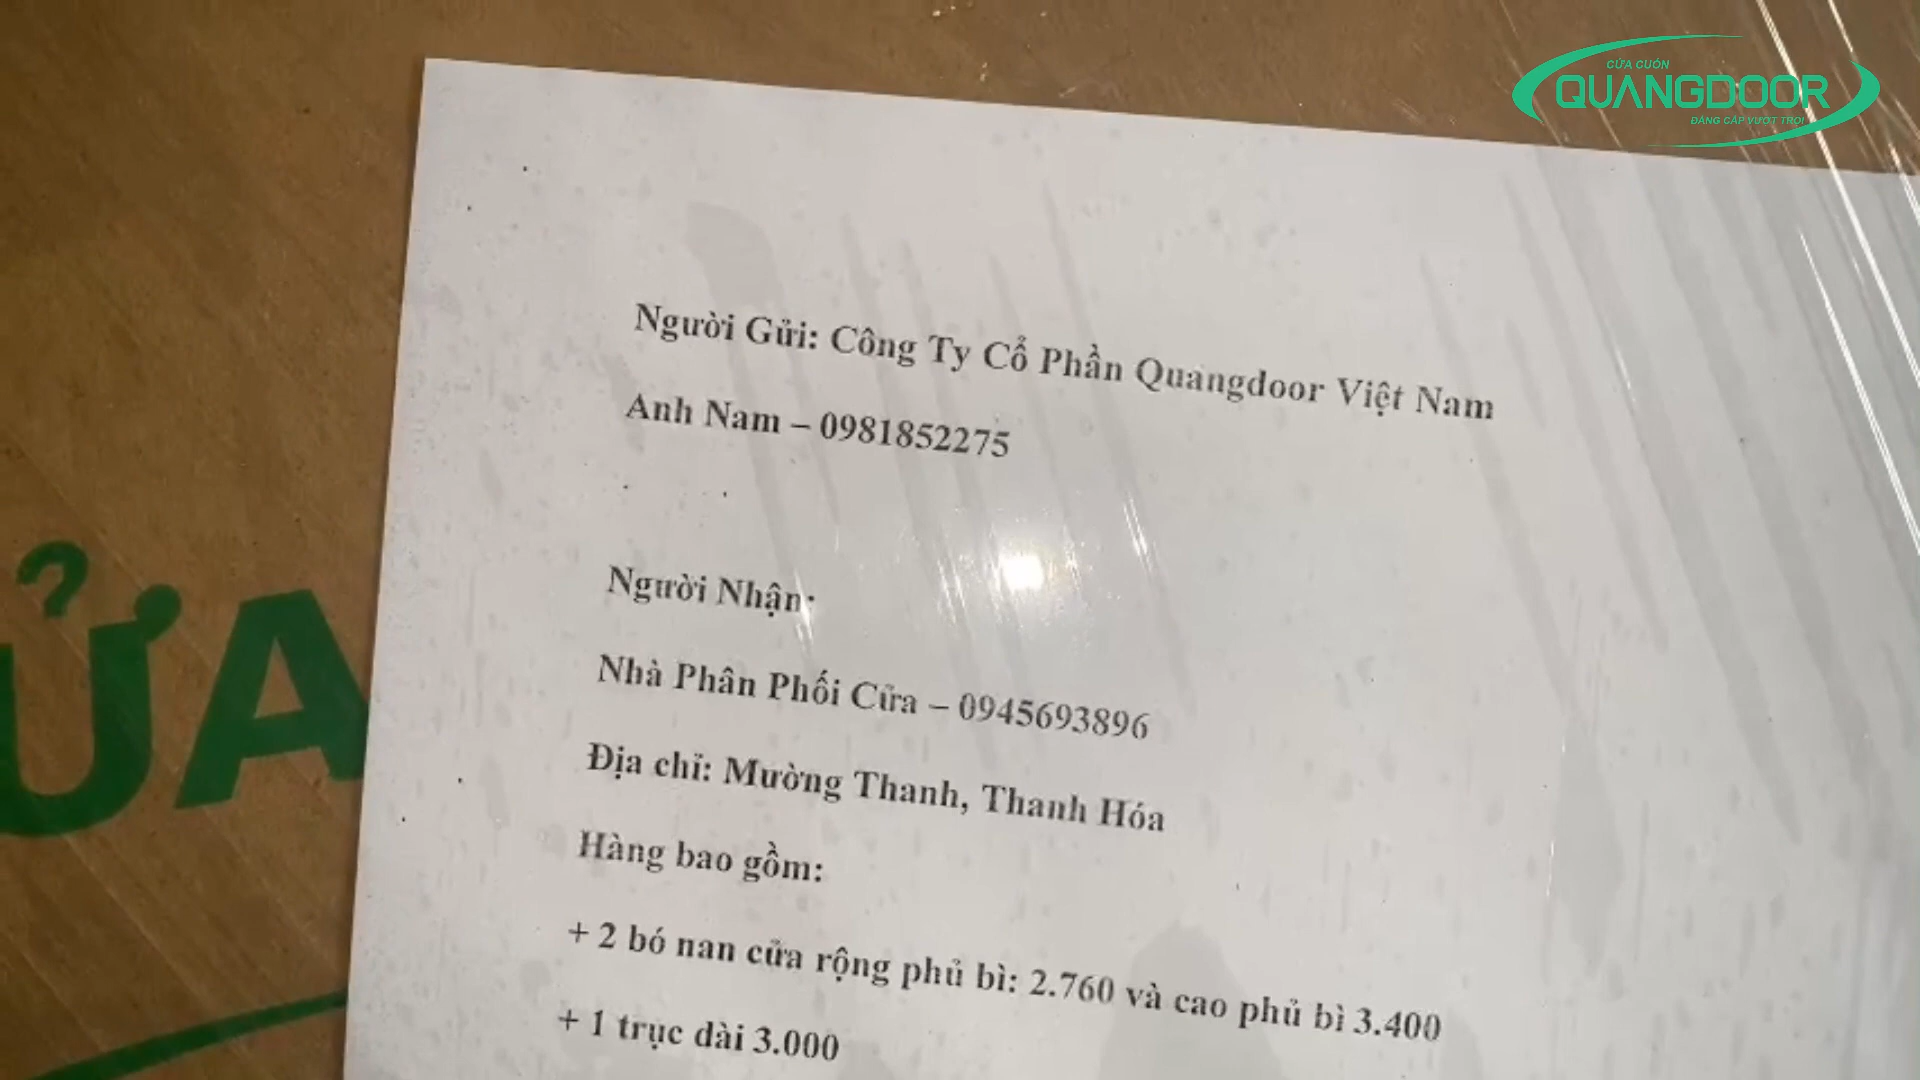 CỬA CUỐN
QUANGDOOR
ĐẲNG CẤP VƯỢT TRỘI
Người Gửi: Công Ty Cổ Phần Quangdoor Việt Nam
Anh Nam – 0981852275
Người Nhận:
Nhà Phân Phối Cửa – 0945693896
Địa chỉ: Mường Thanh, Thanh Hóa
Hàng bao gồm:
+ 2 bó nan cửa rộng phủ bì: 2.760 và cao phủ bì 3.400
+ 1 trục dài 3.000
ỬA